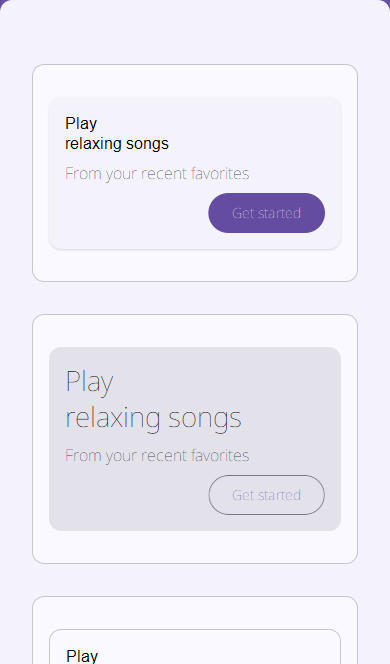 Play
relaxing songs
From your recent favorites
Get started
Play
relaxing songs
From your recent favorites
Get started
Play